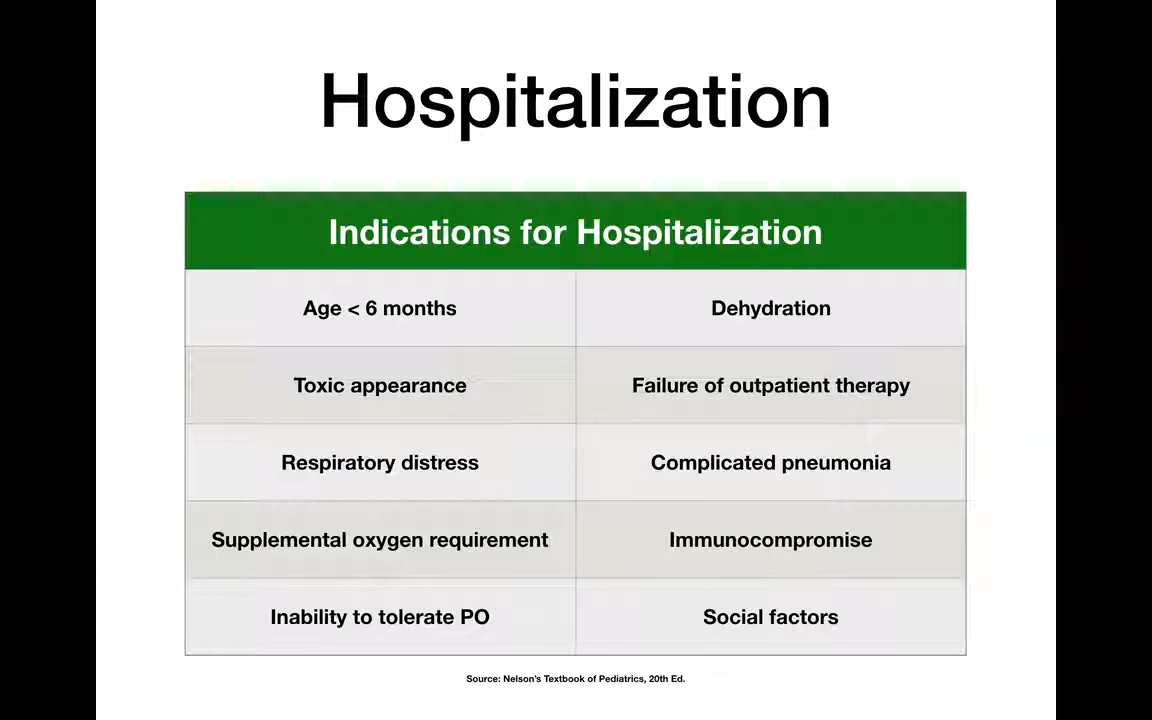 Hospitalization
Indications for Hospitalization
Age < 6 months
Dehydration
Toxic appearance
Failure of outpatient therapy
Respiratory distress
Complicated pneumonia
Supplemental oxygen requirement
Immunocompromise
Inability to tolerate PO
Social factors
Source: Nelson's Textbook of Pediatrics, 20th Ed.